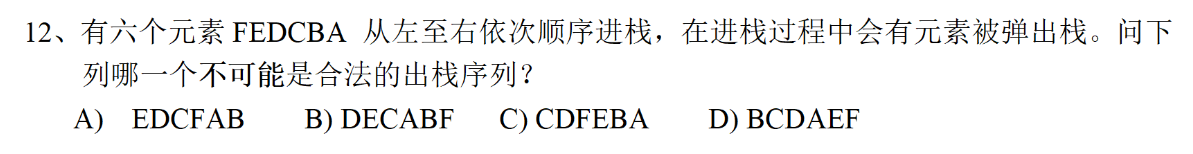 12、有六个元素 FEDCBA 从左至右依次顺序进栈，在进栈过程中会有元素被弹出栈。问下
列哪一个不可能是合法的出栈序列？
A) EDCFAB B) DECABF C) CDFEBA D) BCDAEF